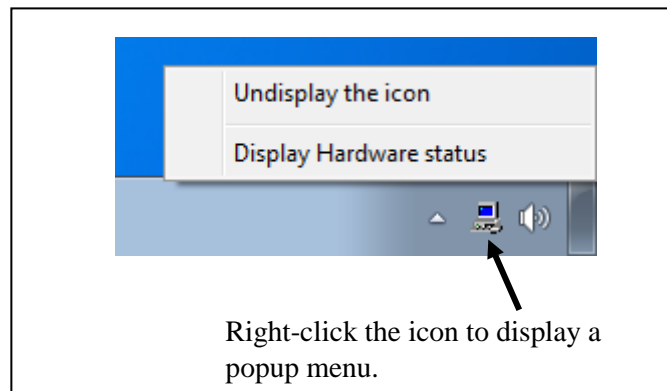 Undisplay the icon
Display Hardware status
Right-click the icon to display a
popup menu.